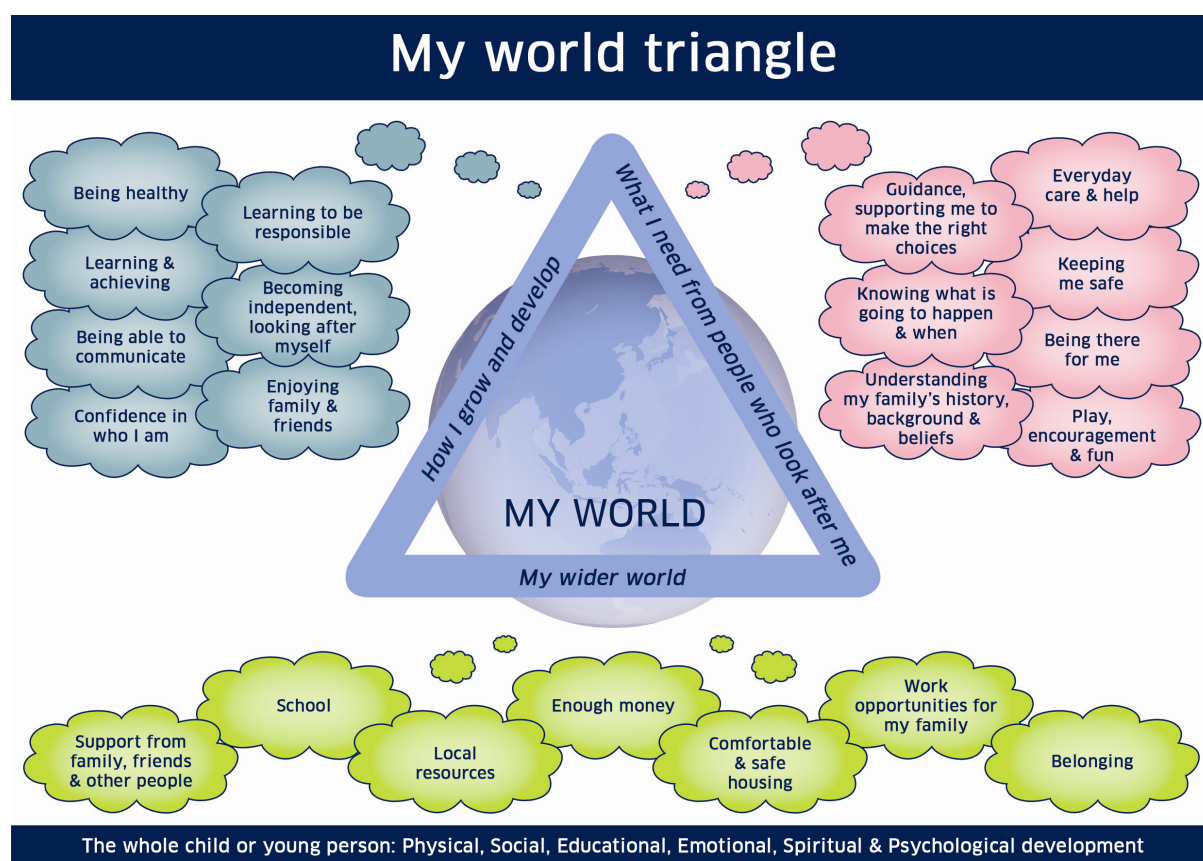 My world triangle
Being healthy
Learning to be
responsible
Learning &
achieving
Becoming
independent,
looking after
myself
Being able to
communicate
Enjoying
family &
friends
Confidence in
who I am
How I grow and develop
What I need from people who look after me
MY WORLD
My wider world
Guidance,
supporting me to
make the right
choices
Everyday
care & help
Keeping
me safe
Knowing what is
going to happen
& when
Being there
for me
Understanding
my family's history,
background &
beliefs
Play,
encouragement
& fun
Support from
family, friends
& other people
School
Local
resources
Enough money
Comfortable
& safe
housing
Work
opportunities for
my family
Belonging
The whole child or young person: Physical, Social, Educational, Emotional, Spiritual & Psychological development